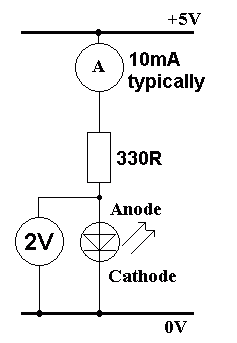 +5V
A
10mA
typically
330R
Anode
2V
Cathode
0V